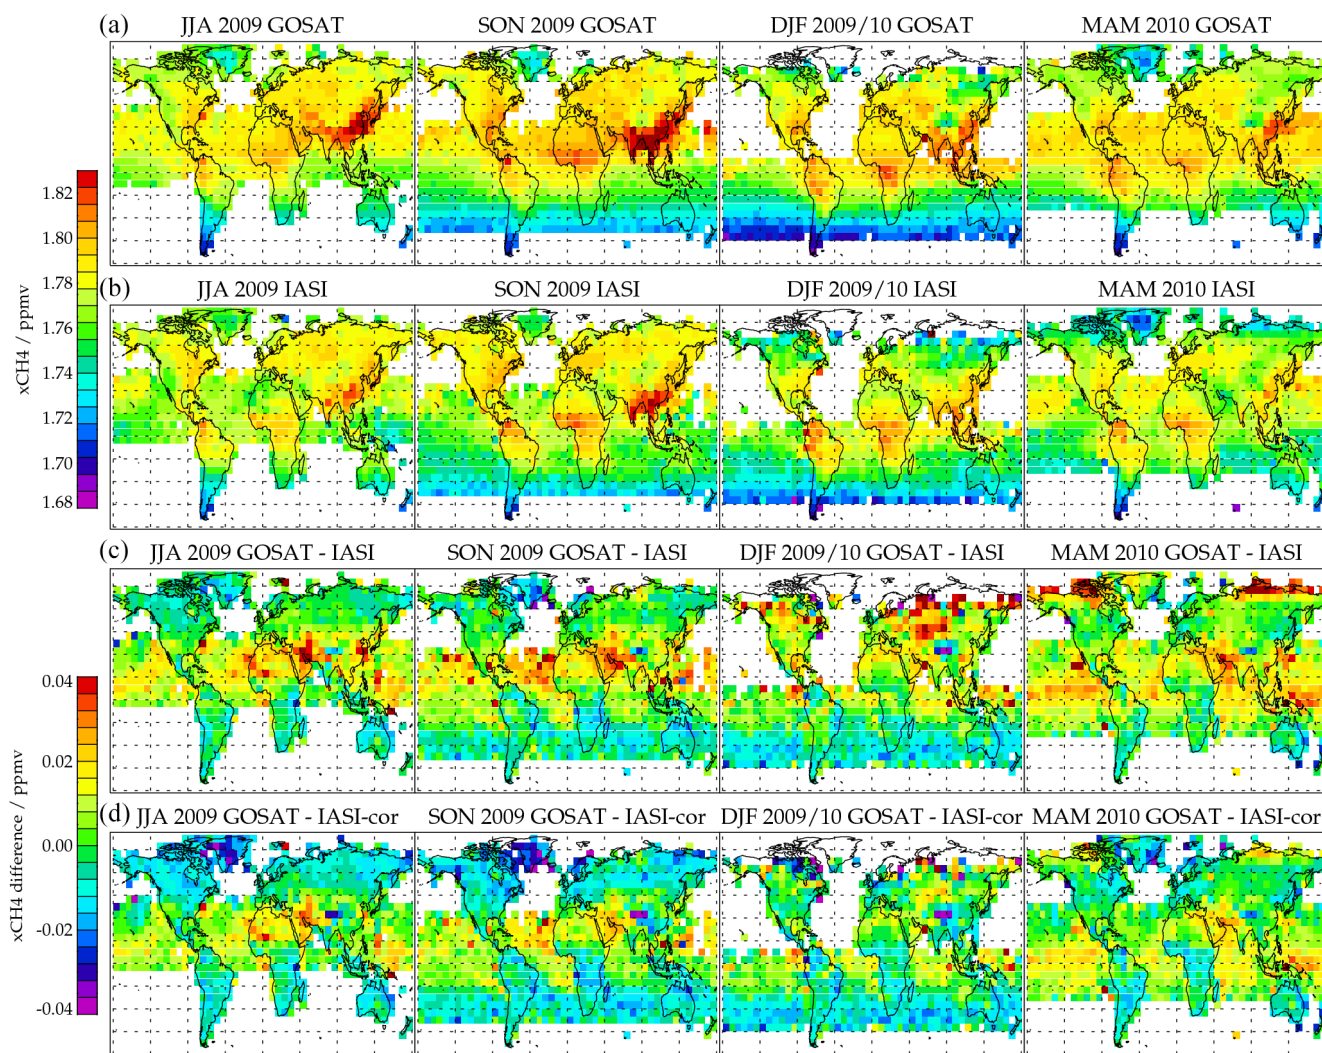 (a) JJA 2009 GOSAT SON 2009 GOSAT DJF 2009/10 GOSAT MAM 2010 GOSAT
(b) JJA 2009 IASI SON 2009 IASI DJF 2009/10 IASI MAM 2010 IASI
xCH4 / ppmv
1.82
1.80
1.78
1.76
1.74
1.72
1.70
1.68
(c) JJA 2009 GOSAT - IASI SON 2009 GOSAT - IASI DJF 2009/10 GOSAT - IASI MAM 2010 GOSAT - IASI
(d) JJA 2009 GOSAT - IASI-cor SON 2009 GOSAT - IASI-cor DJF 2009/10 GOSAT - IASI-cor MAM 2010 GOSAT - IASI-cor
xCH4 difference / ppmv
0.04
0.02
0.00
-0.02
-0.04